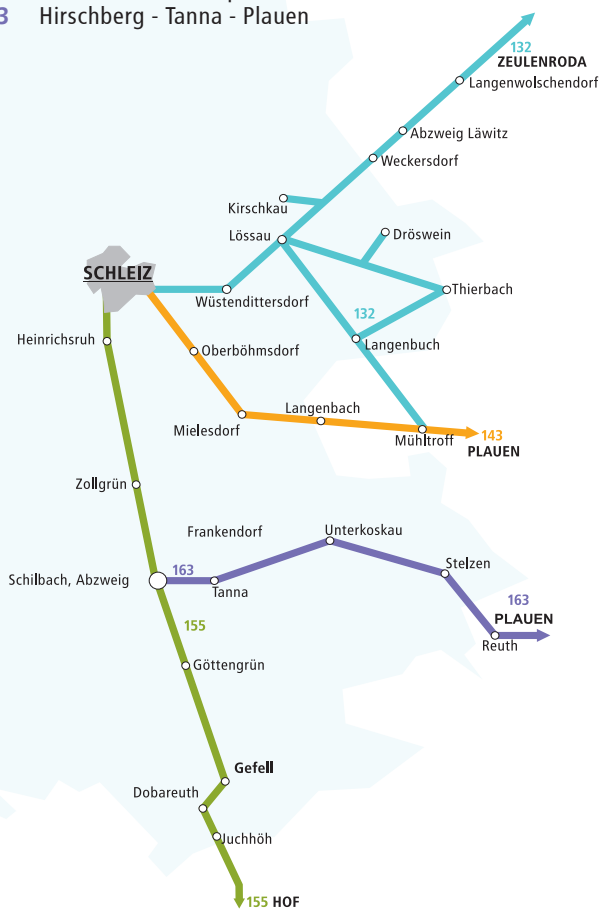 3 Hirschberg - Tanna - Plauen
132
ZEULENRODA
Langenwolschendorf
Abzweig Läwitz
Weckersdorf
Kirschkau
Lössau
Dröswein
SCHLEIZ
Wüstendittersdorf
Thierbach
132
Heinrichsruh
Oberböhmsdorf
Langenbuch
Langenbach
Mielesdorf
Mühltroff
143
PLAUEN
Zollgrün
Frankendorf
Unterkoskau
Stelzen
163
Schilbach, Abzweig
Tanna
163
PLAUEN
155
Reuth
Göttengrün
Gefell
Dobareuth
Juchhöh
155 HOF